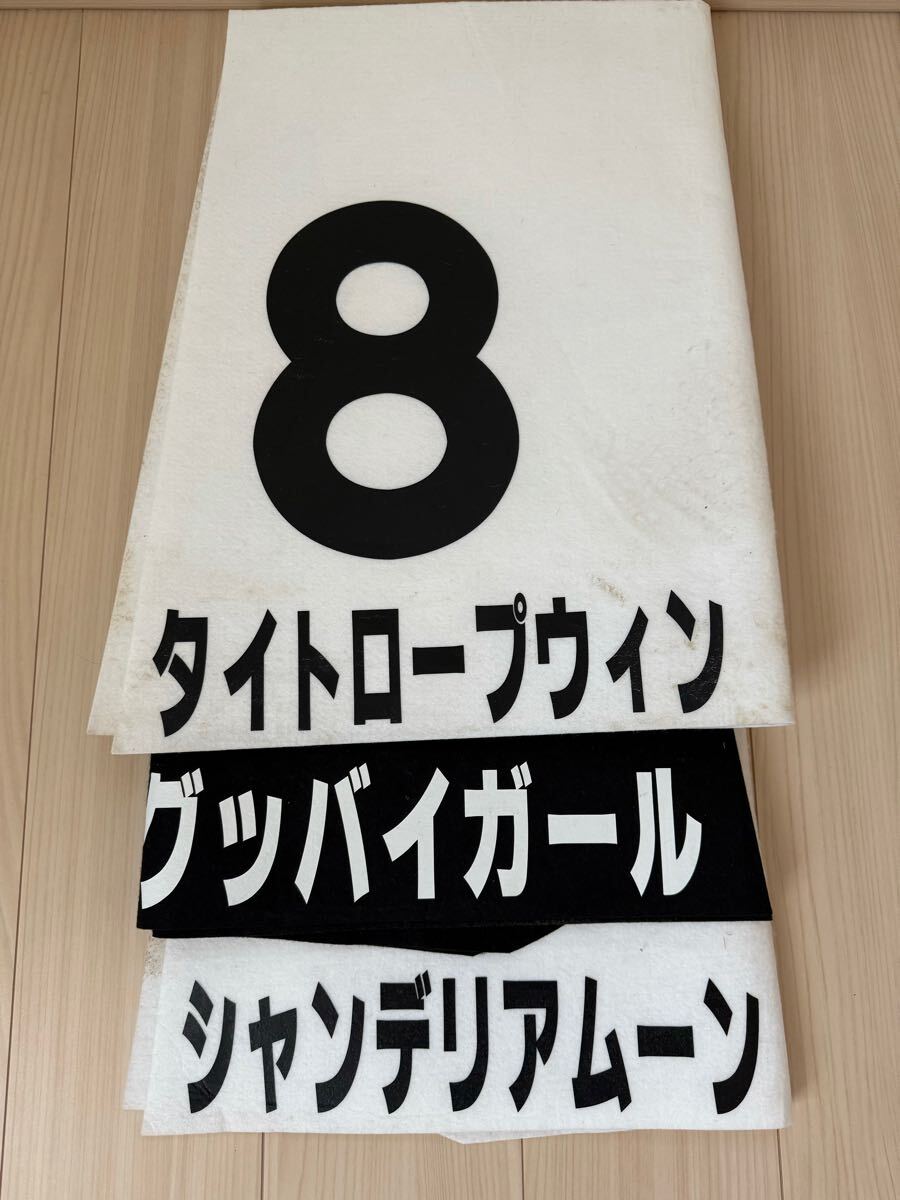 8
タイトロープウィン
グッバイガール
シャンデリアムーン